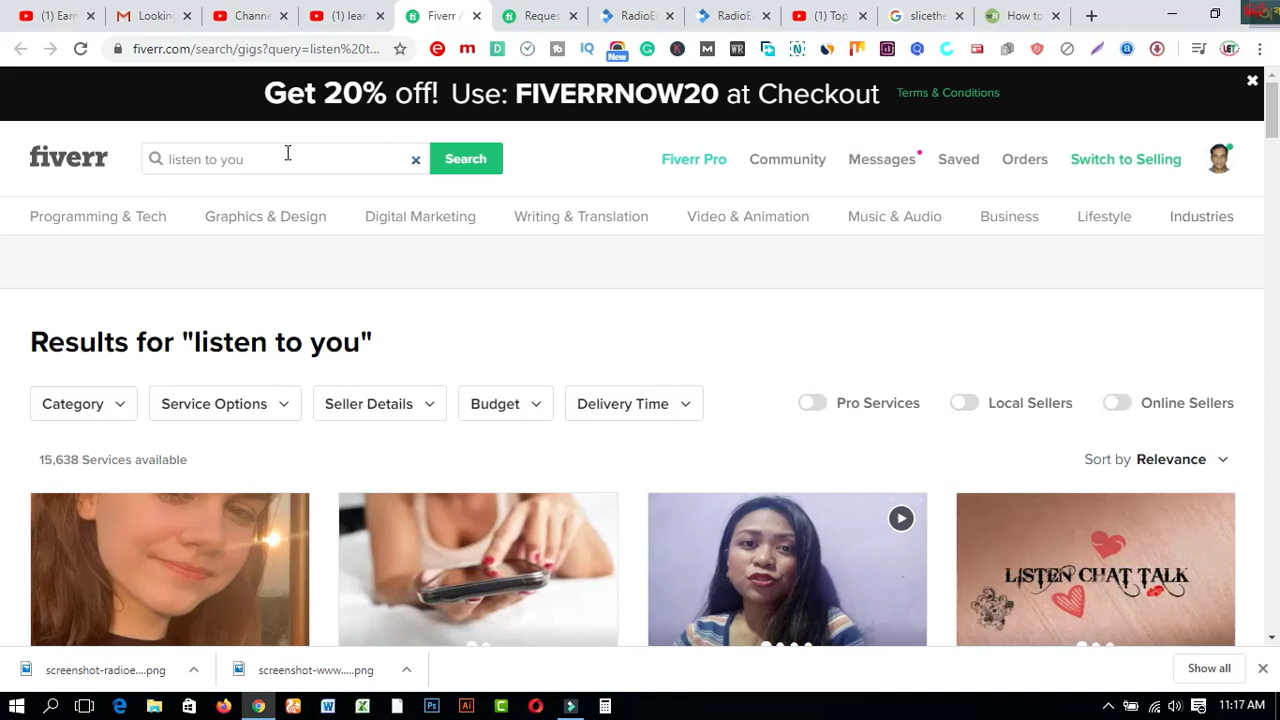 (1) Earn
Looking
Channe
(1) lear
Fiverr /
Reque
RadioE
RadioE
(1) Top
slicethe
How to
fiverr.com/search/gigs?query=listen%20t...
New
Get 20% off! Use: FIVERRNOW20 at Checkout Terms & Conditions
fiverr listen to you Search Fiverr Pro Community Messages Saved Orders Switch to Selling
Programming & Tech Graphics & Design Digital Marketing Writing & Translation Video & Animation Music & Audio Business Lifestyle Industries
Results for "listen to you"
Category Service Options Seller Details Budget Delivery Time Pro Services Local Sellers Online Sellers
15,638 Services available Sort by Relevance
LISTEN CHAT TALK
screenshot-radioe....png screenshot-www.....png Show all
11:17 AM